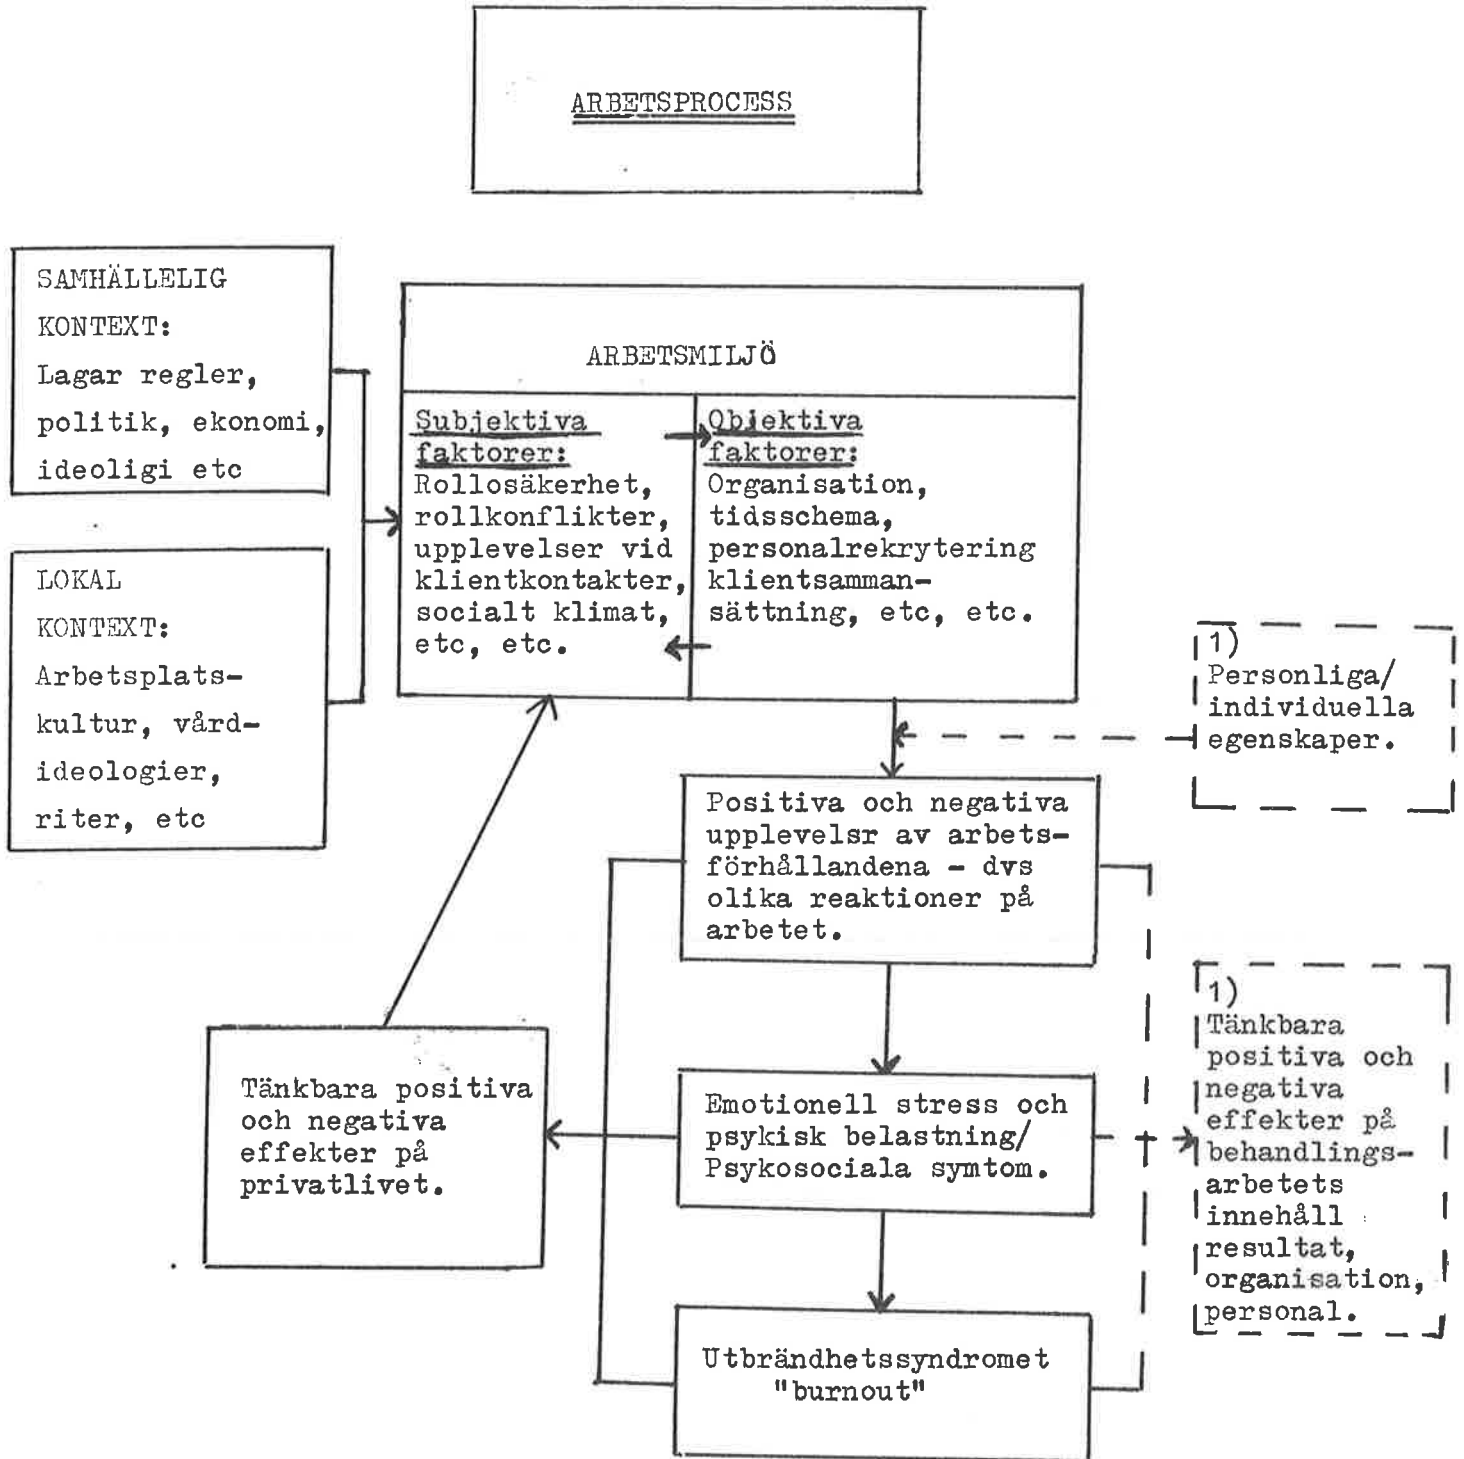 ARBETSPROCESS
SAMHÄLLELIG
KONTEXT:
Lagar regler,
politik, ekonomi,
ideoligi etc
LOKAL
KONTEXT:
Arbetsplats-
kultur, vård-
ideologier,
riter, etc
ARBETSMILJÖ
Subjektiva
faktorer:
Rollosäkerhet,
rollkonflikter,
upplevelser vid
klientkontakter,
socialt klimat,
etc, etc.
Objektiva
faktorer:
Organisation,
tidsschema,
personalrekrytering
klientsamman-
sättning, etc, etc.
1)
Personliga/
individuella
egenskaper.
Positiva och negativa
upplevelsr av arbets-
förhållandena - dvs
olika reaktioner på
arbetet.
Tänkbara positiva
och negativa
effekter på
privatlivet.
Emotionell stress och
psykisk belastning/
Psykosociala symtom.
1)
Tänkbara
positiva och
negativa
effekter på
behandlings-
arbetets
innehåll
resultat,
organisation,
personal.
Utbrändhetssyndromet
"burnout"